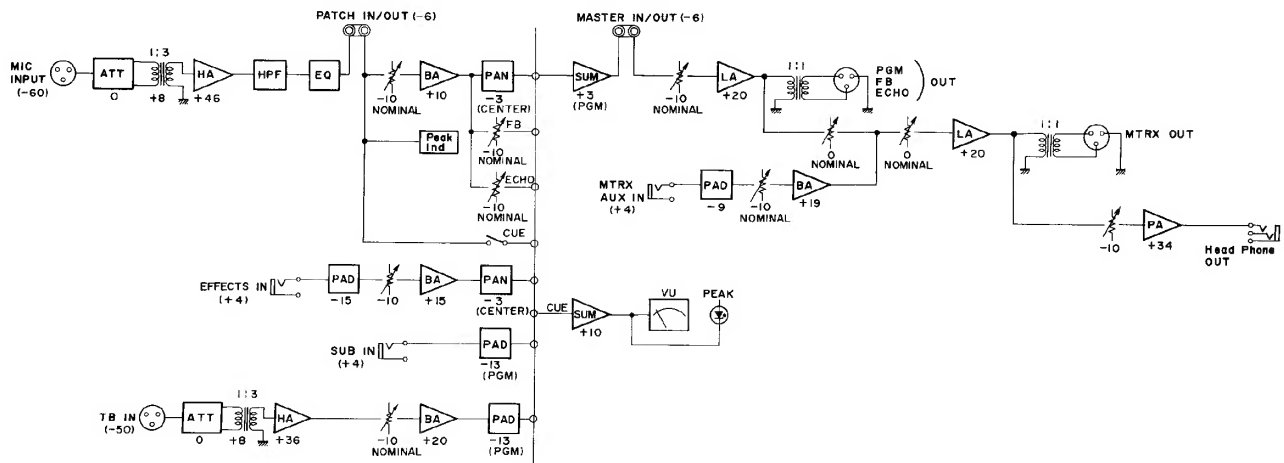 PATCH IN/OUT (-6)
MASTER IN/OUT (-6)
MIC
INPUT
(-60)
ATT
0
1:3
+8
HA
+46
HPF
EQ
-10
NOMINAL
BA
+10
PAN
-3
(CENTER)
SUM
+3
(PGM)
-10
NOMINAL
LA
+20
1:1
PGM
FB
ECHO
) OUT
Peak
Ind
FB
-10
NOMINAL
ECHO
-10
NOMINAL
CUE
0
NOMINAL
0
NOMINAL
LA
+20
1:1
MTRX OUT
MTRX
AUX IN
(+4)
PAD
-9
-10
NOMINAL
BA
+19
-10
PA
+34
Head Phone
OUT
EFFECTS IN
(+4)
PAD
-15
-10
BA
+15
PAN
-3
(CENTER)
CUE
SUM
+10
VU
PEAK
SUB IN
(+4)
PAD
-13
(PGM)
TB IN
(-50)
ATT
0
1:3
+8
HA
+36
-10
NOMINAL
BA
+20
PAD
-13
(PGM)